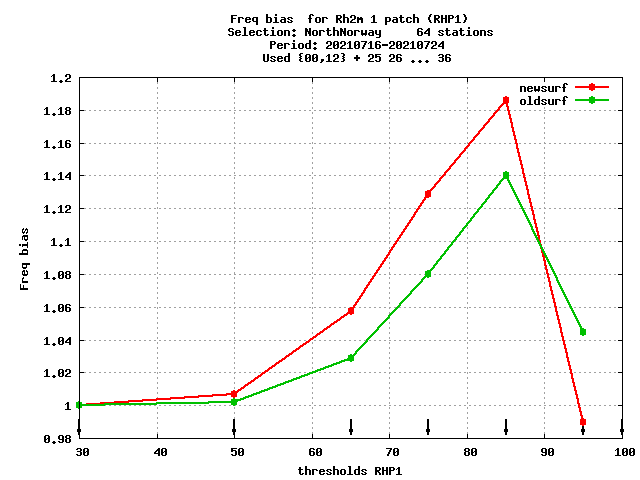 Freq bias  for Rh2m 1 patch (RHP1)
Selection: NorthNorway     64 stations
Period: 20210716-20210724
Used {00,12} + 25 26 ... 36
newsurf
oldsurf
1.2
1.18
1.16
1.14
1.12
1.1
1.08
1.06
1.04
1.02
1
0.98
Freq bias
30 40 50 60 70 80 90 100
thresholds RHP1